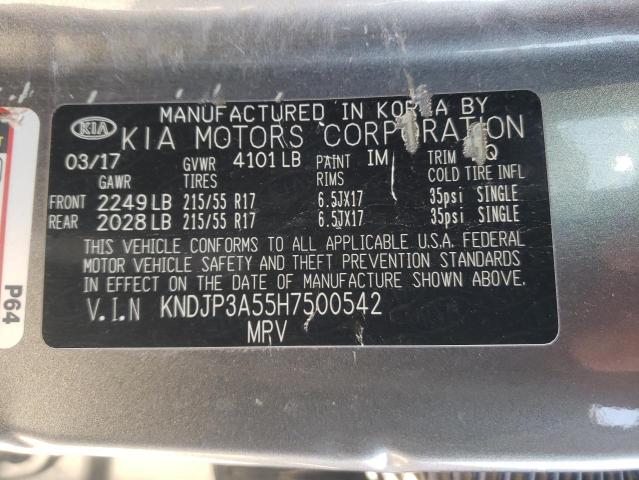 MANUFACTURED IN KOREA BY
KIA KIA MOTORS CORPORATION
03/17 GVWR 4101 LB PAINT IM TRIM Q
GAWR TIRES RIMS COLD TIRE INFL
FRONT 2249 LB 215/55 R17 6.5JX17 35psi SINGLE
REAR 2028 LB 215/55 R17 6.5JX17 35psi SINGLE
THIS VEHICLE CONFORMS TO ALL APPLICABLE U.S.A. FEDERAL
MOTOR VEHICLE SAFETY AND THEFT PREVENTION STANDARDS
IN EFFECT ON THE DATE OF MANUFACTURE SHOWN ABOVE.
V.I.N KNDJP3A55H7500542
MPV
P64